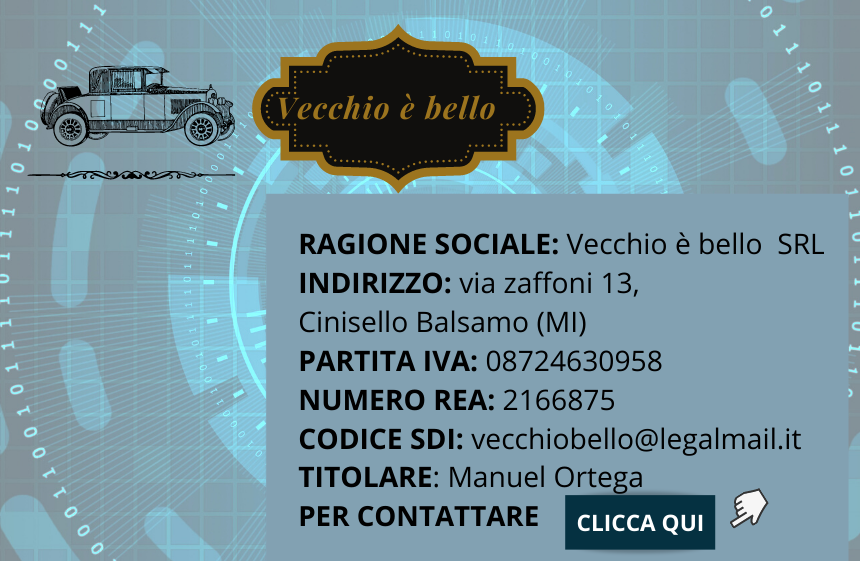 Vecchio è bello
RAGIONE SOCIALE: Vecchio è bello SRL
INDIRIZZO: via zaffoni 13,
Cinisello Balsamo (MI)
PARTITA IVA: 08724630958
NUMERO REA: 2166875
CODICE SDI: vecchiobello@legalmail.it
TITOLARE: Manuel Ortega
PER CONTATTARE
CLICCA QUI